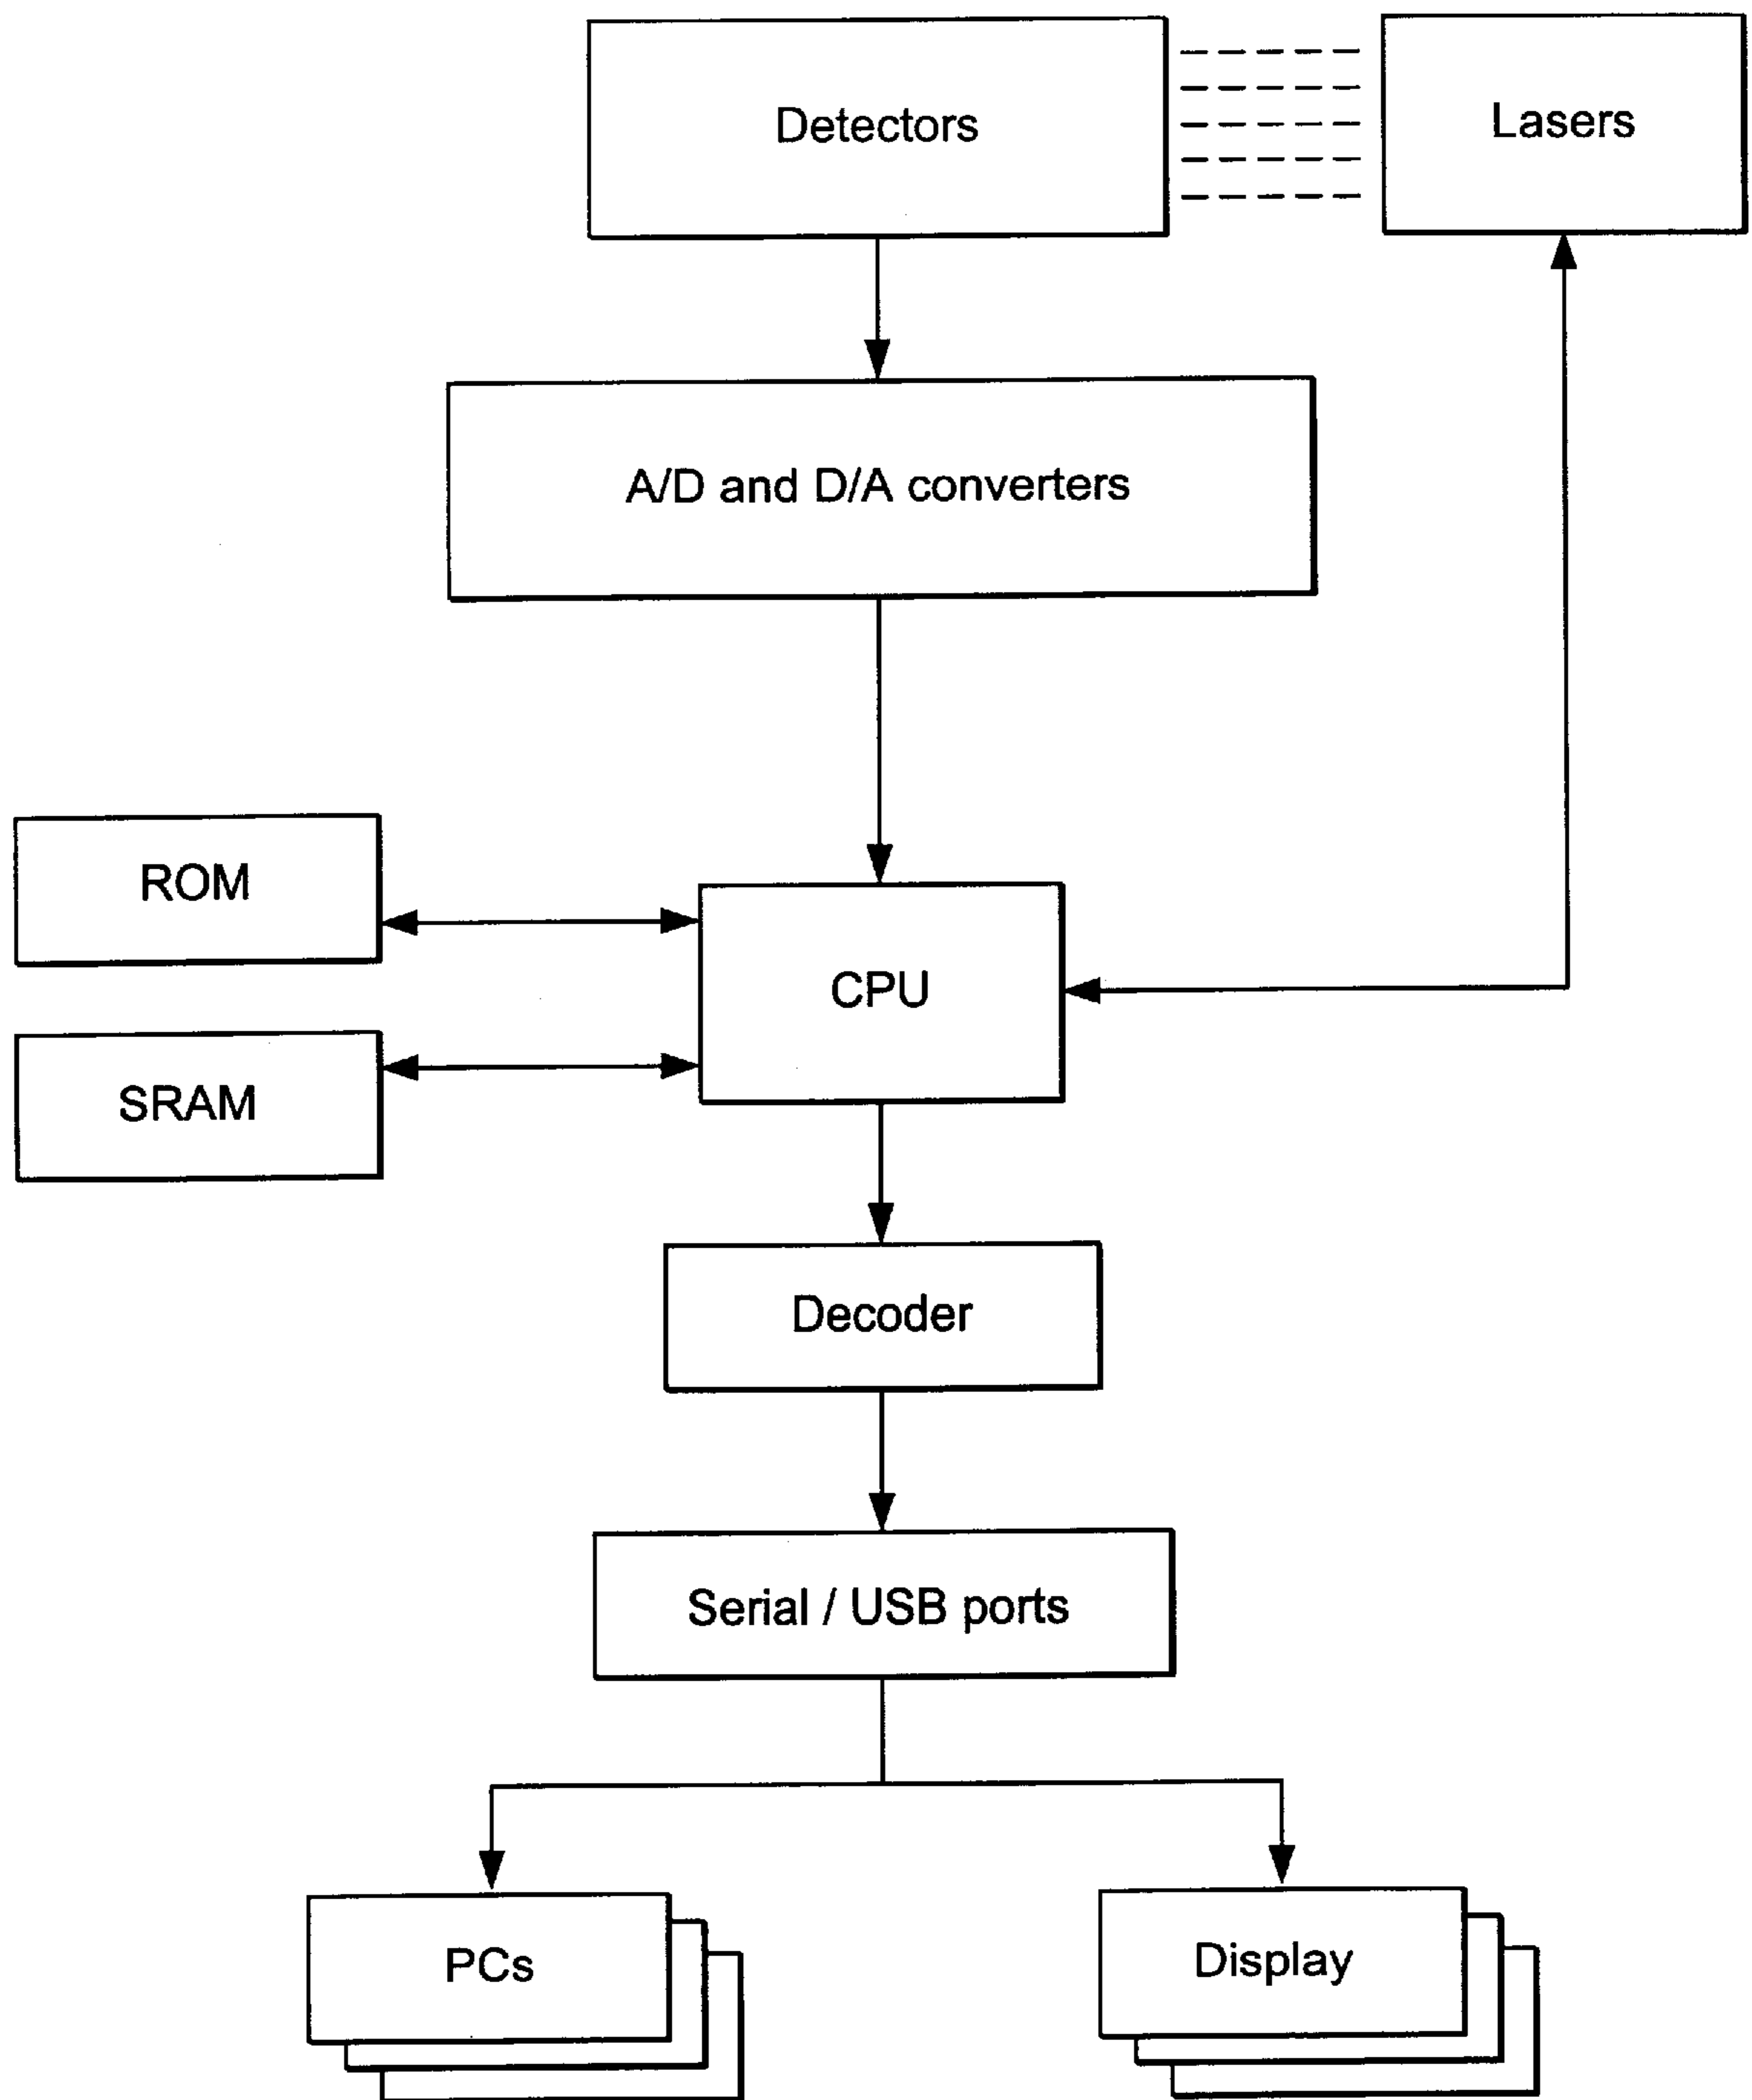 Detectors
Lasers
A/D and D/A converters
ROM
CPU
SRAM
Decoder
Serial / USB ports
PCs
Display